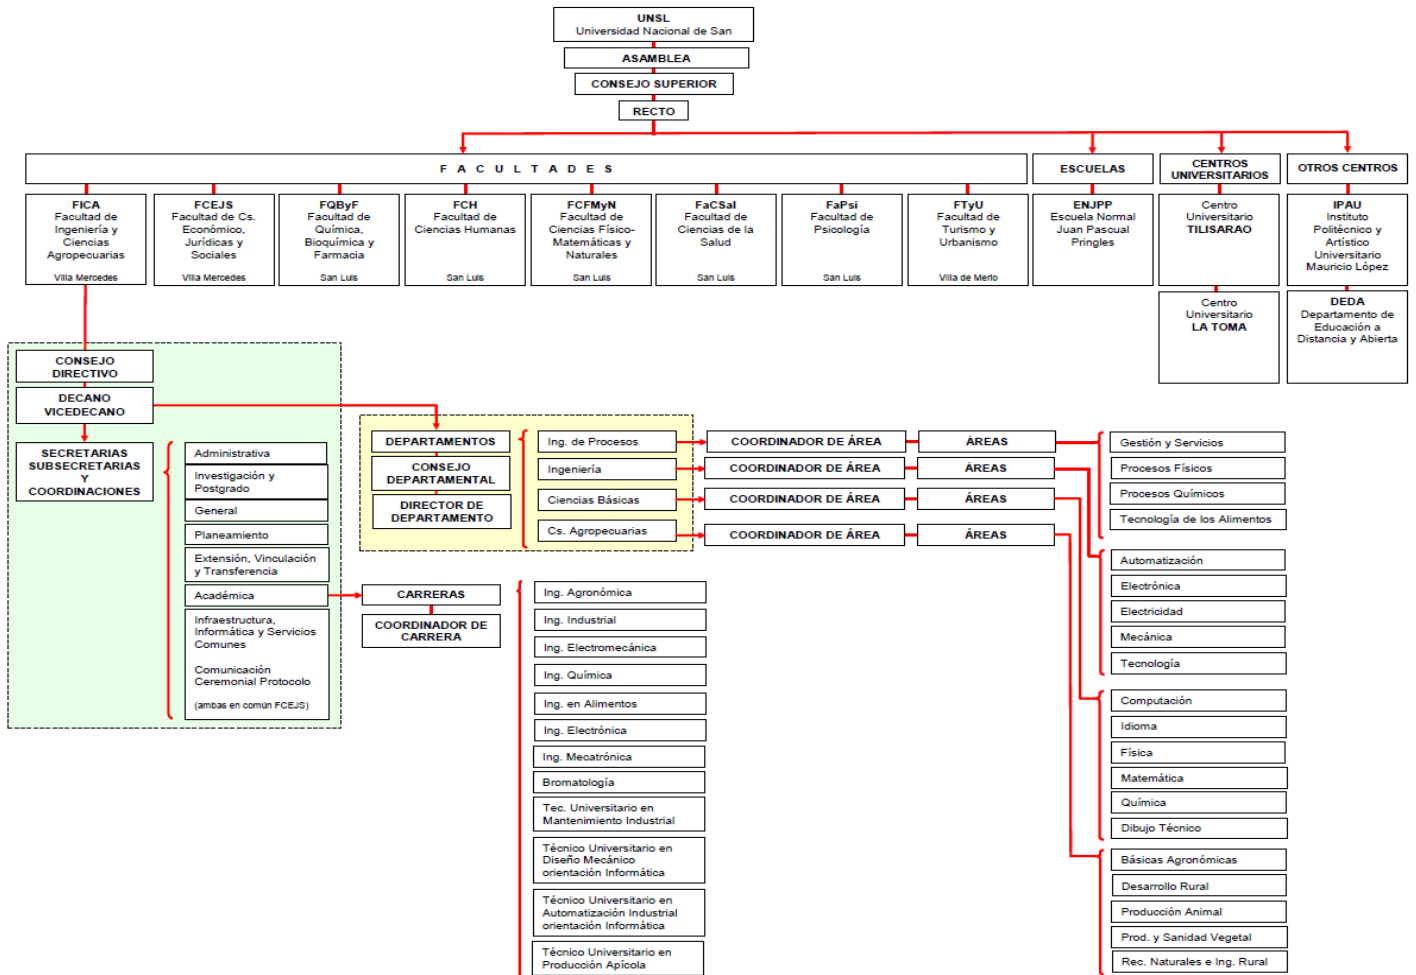 UNSL
Universidad Nacional de San
ASAMBLEA
CONSEJO SUPERIOR
RECTO
F A C U L T A D E S
ESCUELAS
CENTROS
UNIVERSITARIOS
OTROS CENTROS
FICA
Facultad de
Ingeniería y
Ciencias
Agropecuarias
Villa Mercedes
FCEJS
Facultad de Cs.
Económico,
Jurídicas y
Sociales
Villa Mercedes
FQByF
Facultad de
Química,
Bioquímica y
Farmacia
San Luis
FCH
Facultad de
Ciencias Humanas
San Luis
FCFMyN
Facultad de
Ciencias Físico-
Matemáticas y
Naturales
San Luis
FaCSal
Facultad de
Ciencias de la
Salud
San Luis
FaPsi
Facultad de
Psicología
San Luis
FTyU
Facultad de
Turismo y
Urbanismo
Villa de Merlo
ENJPP
Escuela Normal
Juan Pascual
Pringles
Centro
Universitario
TILISARAO
IPAU
Instituto
Politécnico y
Artístico
Universitario
Mauricio López
Centro
Universitario
LA TOMA
DEDA
Departamento de
Educación a
Distancia y Abierta
CONSEJO
DIRECTIVO
DECANO
VICEDECANO
SECRETARIAS
SUBSECRETARIAS
Y
COORDINACIONES
Administrativa
Investigación y
Postgrado
General
Planeamiento
Extensión, Vinculación
y Transferencia
Académica
Infraestructura,
Informática y Servicios
Comunes
Comunicación
Ceremonial Protocolo
(ambas en común FCEJS)
DEPARTAMENTOS
CONSEJO
DEPARTAMENTAL
DIRECTOR DE
DEPARTAMENTO
Ing. de Procesos
Ingeniería
Ciencias Básicas
Cs. Agropecuarias
COORDINADOR DE ÁREA
ÁREAS
COORDINADOR DE ÁREA
ÁREAS
COORDINADOR DE ÁREA
ÁREAS
COORDINADOR DE ÁREA
ÁREAS
Gestión y Servicios
Procesos Físicos
Procesos Químicos
Tecnología de los Alimentos
Automatización
Electrónica
Electricidad
Mecánica
Tecnología
Computación
Idioma
Física
Matemática
Química
Dibujo Técnico
Básicas Agronómicas
Desarrollo Rural
Producción Animal
Prod. y Sanidad Vegetal
Rec. Naturales e Ing. Rural
CARRERAS
COORDINADOR DE
CARRERA
Ing. Agronómica
Ing. Industrial
Ing. Electromecánica
Ing. Química
Ing. en Alimentos
Ing. Electrónica
Ing. Mecatrónica
Bromatología
Tec. Universitario en
Mantenimiento Industrial
Técnico Universitario en
Diseño Mecánico
orientación Informática
Técnico Universitario en
Automatización Industrial
orientación Informática
Técnico Universitario en
Producción Apícola